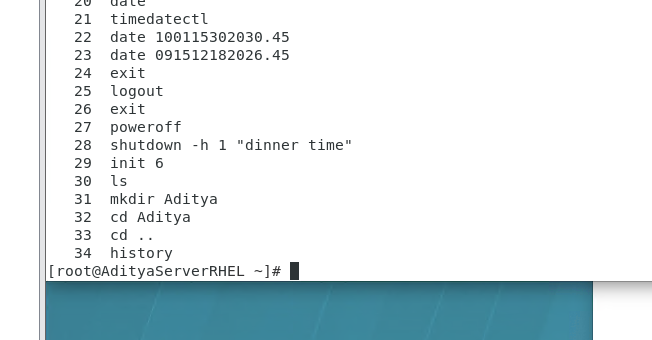 20 date
21 timedatectl
22 date 100115302030.45
23 date 091512182026.45
24 exit
25 logout
26 exit
27 poweroff
28 shutdown -h 1 "dinner time"
29 init 6
30 ls
31 mkdir Aditya
32 cd Aditya
33 cd ..
34 history
[root@AdityaServerRHEL ~]#